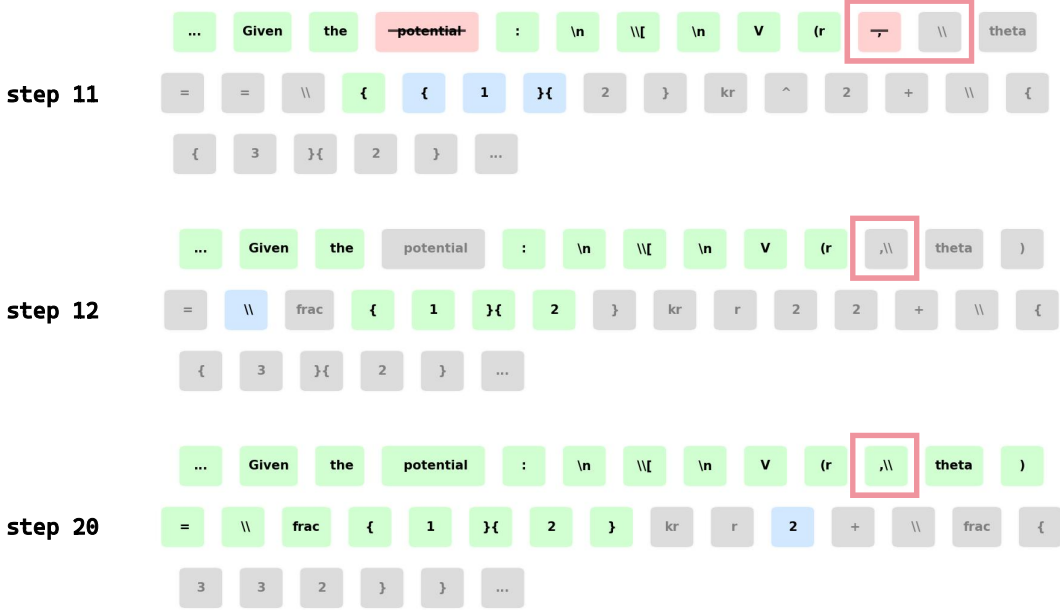 ... Given the potential : \n \\[ \n V (r , \\ theta
step 11
= = \\ { { 1 }{ 2 } kr ^ 2 + \\ {
{ 3 }{ 2 } ...
... Given the potential : \n \\[ \n V (r ,\\ theta )
step 12
= \\ frac { 1 }{ 2 } kr r 2 2 + \\ {
{ 3 }{ 2 } ...
... Given the potential : \n \\[ \n V (r ,\\ theta )
step 20
= \\ frac { 1 }{ 2 } kr r 2 + \\ frac {
3 3 2 } } ...